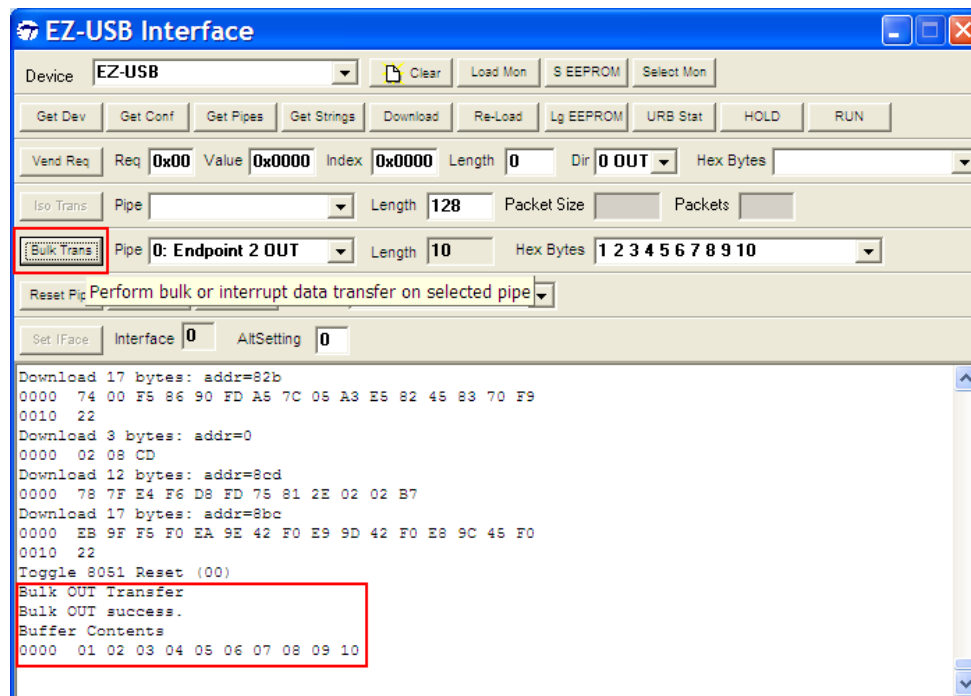 EZ-USB Interface
Device EZ-USB Clear Load Mon S EEPROM Select Mon
Get Dev Get Conf Get Pipes Get Strings Download Re-Load Lg EEPROM URB Stat HOLD RUN
Vend Req Req 0x00 Value 0x0000 Index 0x0000 Length 0 Dir 0 OUT Hex Bytes
Iso Trans Pipe Length 128 Packet Size Packets
Bulk Trans Pipe 0: Endpoint 2 OUT Length 10 Hex Bytes 1 2 3 4 5 6 7 8 9 10
Reset Pip Perform bulk or interrupt data transfer on selected pipe
Set IFace Interface 0 AltSetting 0
Download 17 bytes: addr=82b
0000 74 00 F5 86 90 FD A5 7C 05 A3 E5 82 45 83 70 F9
0010 22
Download 3 bytes: addr=0
0000 02 08 CD
Download 12 bytes: addr=8cd
0000 78 7F E4 F6 D8 FD 75 81 2E 02 02 B7
Download 17 bytes: addr=8bc
0000 EB 9F F5 F0 EA 9E 42 F0 E9 9D 42 F0 E8 9C 45 F0
0010 22
Toggle 8051 Reset (00)
Bulk OUT Transfer
Bulk OUT success.
Buffer Contents
0000 01 02 03 04 05 06 07 08 09 10